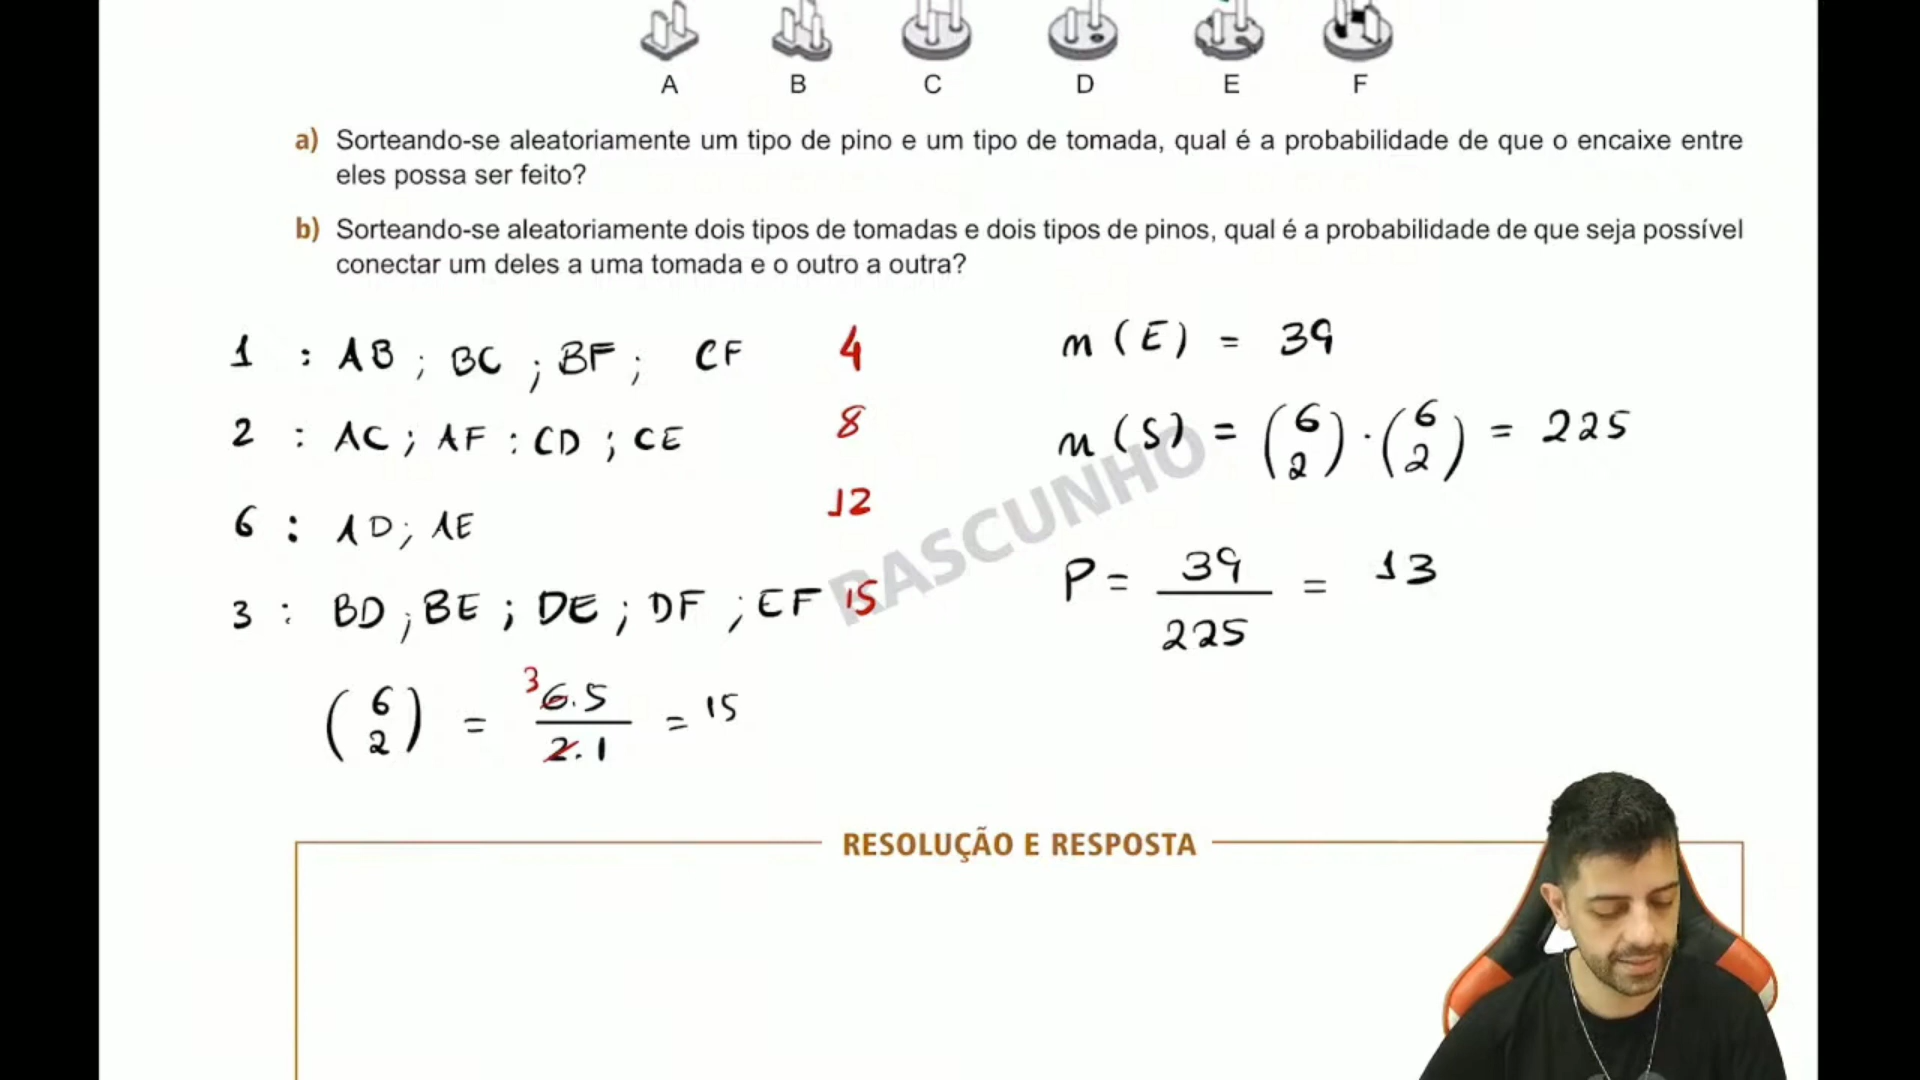 A B C D E F
a) Sorteando-se aleatoriamente um tipo de pino e um tipo de tomada, qual é a probabilidade de que o encaixe entre
eles possa ser feito?
b) Sorteando-se aleatoriamente dois tipos de tomadas e dois tipos de pinos, qual é a probabilidade de que seja possível
conectar um deles a uma tomada e o outro a outra?
1 : AB ; BC ; BF ; CF 4
2 : AC ; AF : CD ; CE 8
6 : AD ; AE 12
3 : BD ; BE ; DE ; DF ; EF 15
(6 2) = 3 6.5 / 2.1 = 15
n (E) = 39
n (S) = (6 2) . (6 2) = 225
P = 39 / 225 = 13
RASCUNHO
RESOLUÇÃO E RESPOSTA